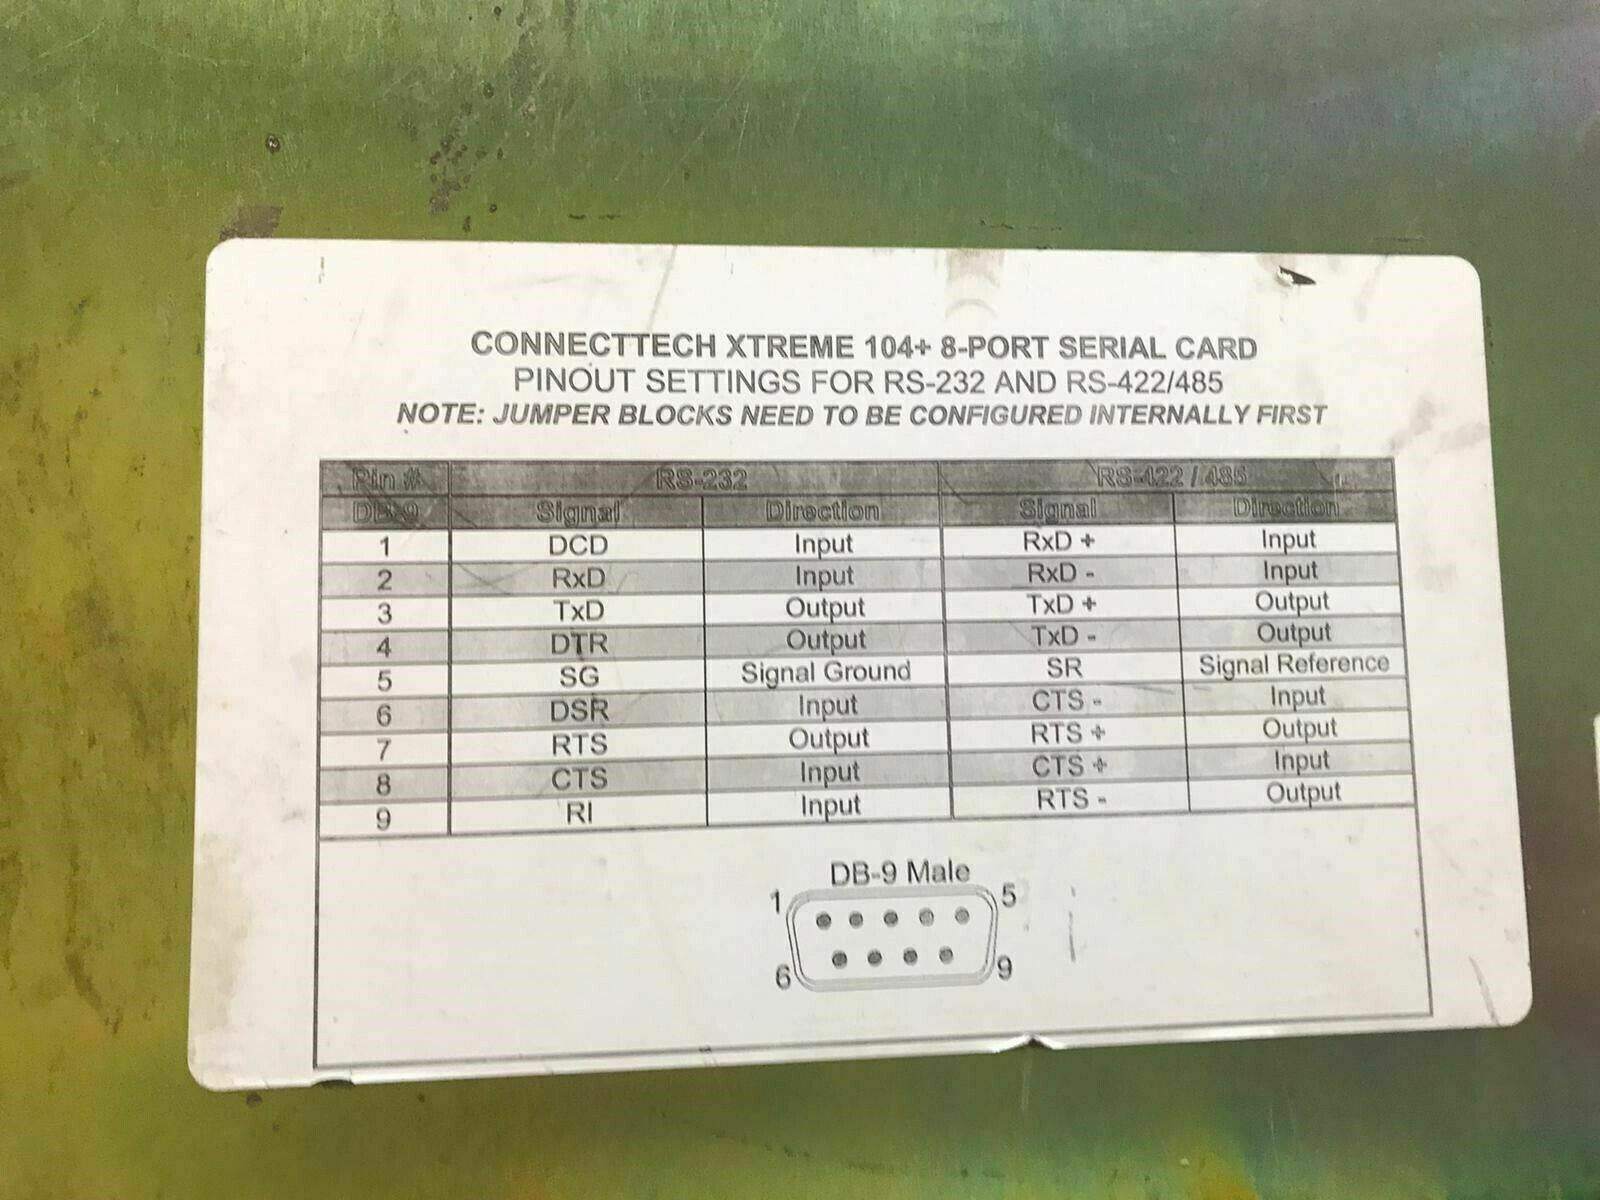 CONNECTTECH XTREME 104+ 8-PORT SERIAL CARD
PINOUT SETTINGS FOR RS-232 AND RS-422/485
NOTE: JUMPER BLOCKS NEED TO BE CONFIGURED INTERNALLY FIRST
Pin # RS-232 RS-422 / 485
DB-9 Signal Direction Signal Direction
1 DCD Input RxD + Input
2 RxD Input RxD - Input
3 TxD Output TxD + Output
4 DTR Output TxD - Output
5 SG Signal Ground SR Signal Reference
6 DSR Input CTS - Input
7 RTS Output RTS + Output
8 CTS Input CTS + Input
9 RI Input RTS - Output
DB-9 Male
1 5
6 9